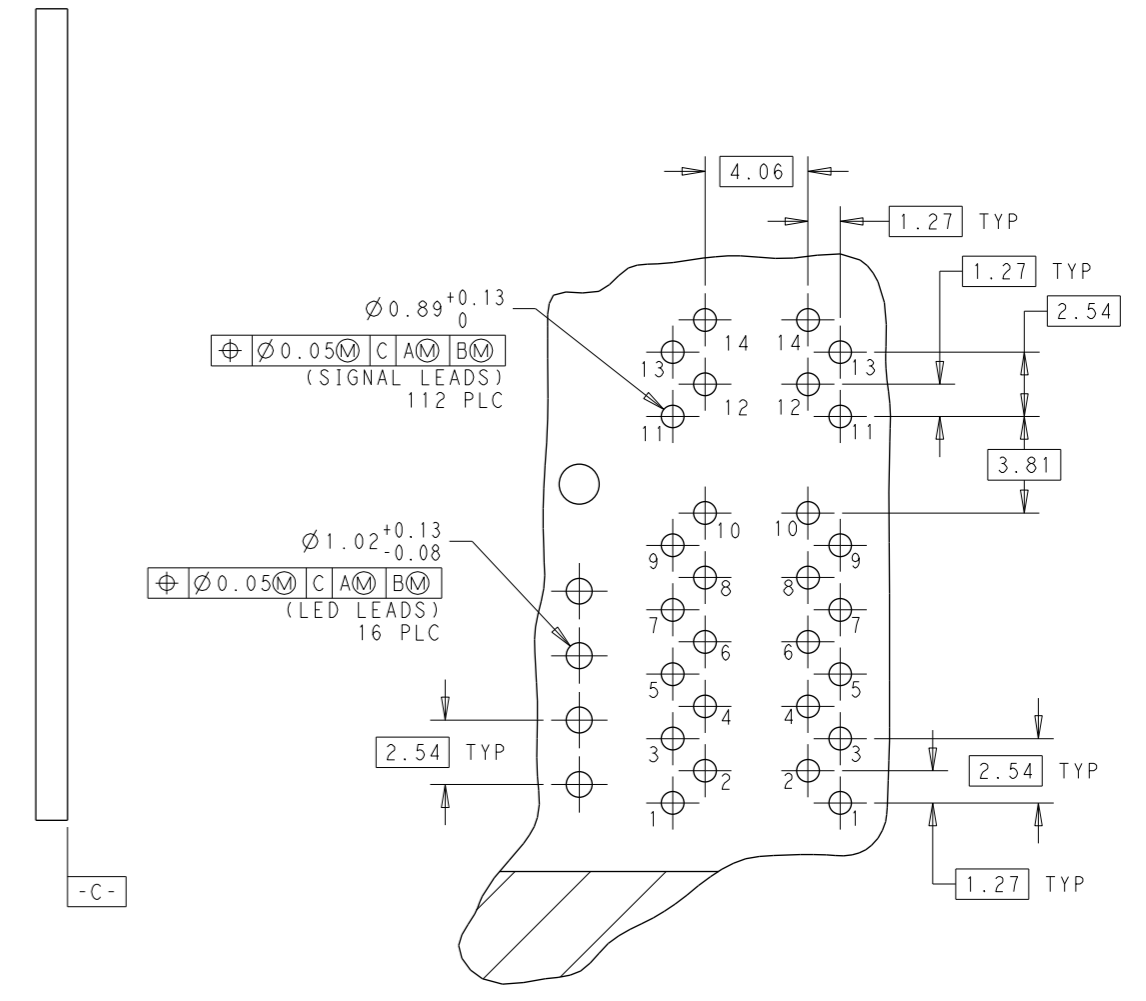 4.06
1.27 TYP
1.27 TYP
2.54
Ø0.89 +0.13 0
⌖ Ø0.05Ⓜ C AⓂ BⓂ
(SIGNAL LEADS)
112 PLC
14 14
13 13
12 12
11 11
3.81
Ø1.02 +0.13 -0.08
⌖ Ø0.05Ⓜ C AⓂ BⓂ
(LED LEADS)
16 PLC
10 10
9 9
8 8
7 7
6 6
5 5
4 4
3 3
2.54 TYP
2 2
2.54 TYP
1 1
1.27 TYP
-C-